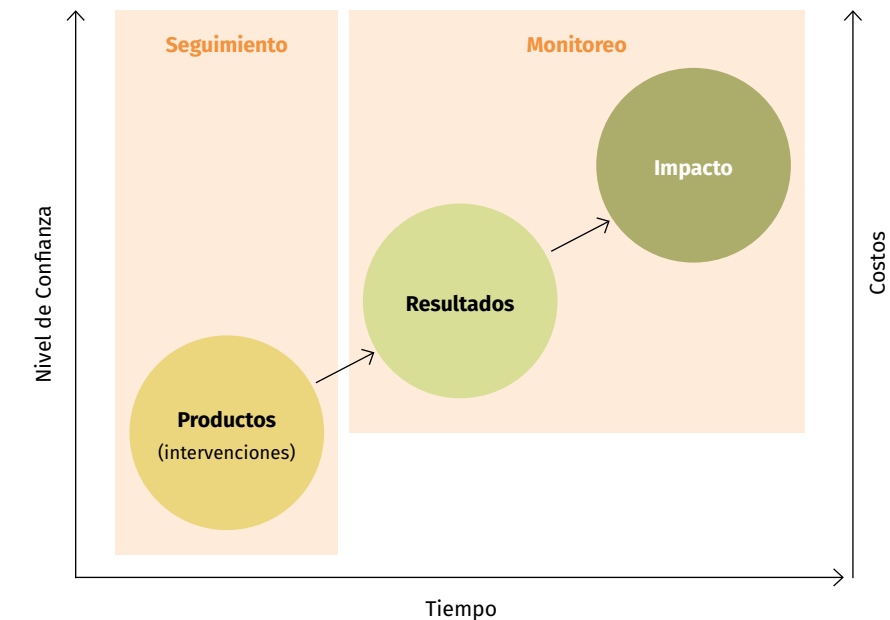 Seguimiento
Monitoreo
Impacto
Resultados
Productos
(intervenciones)
Nivel de Confianza
Costos
Tiempo